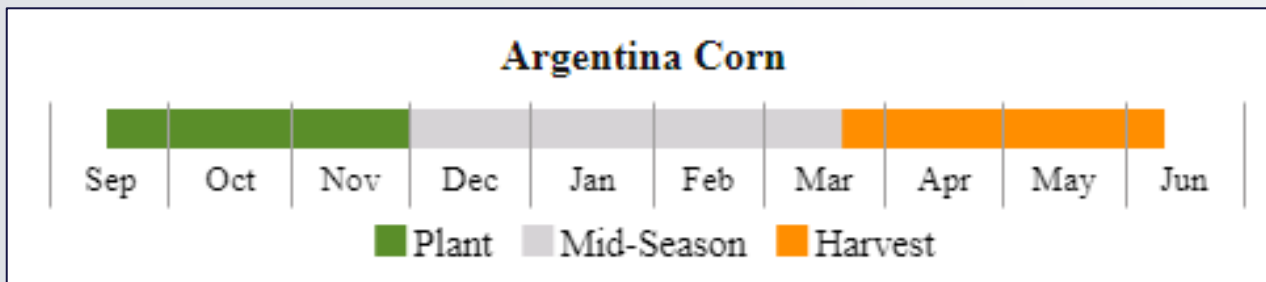 Argentina Corn
Sep Oct Nov Dec Jan Feb Mar Apr May Jun
Plant Mid-Season Harvest